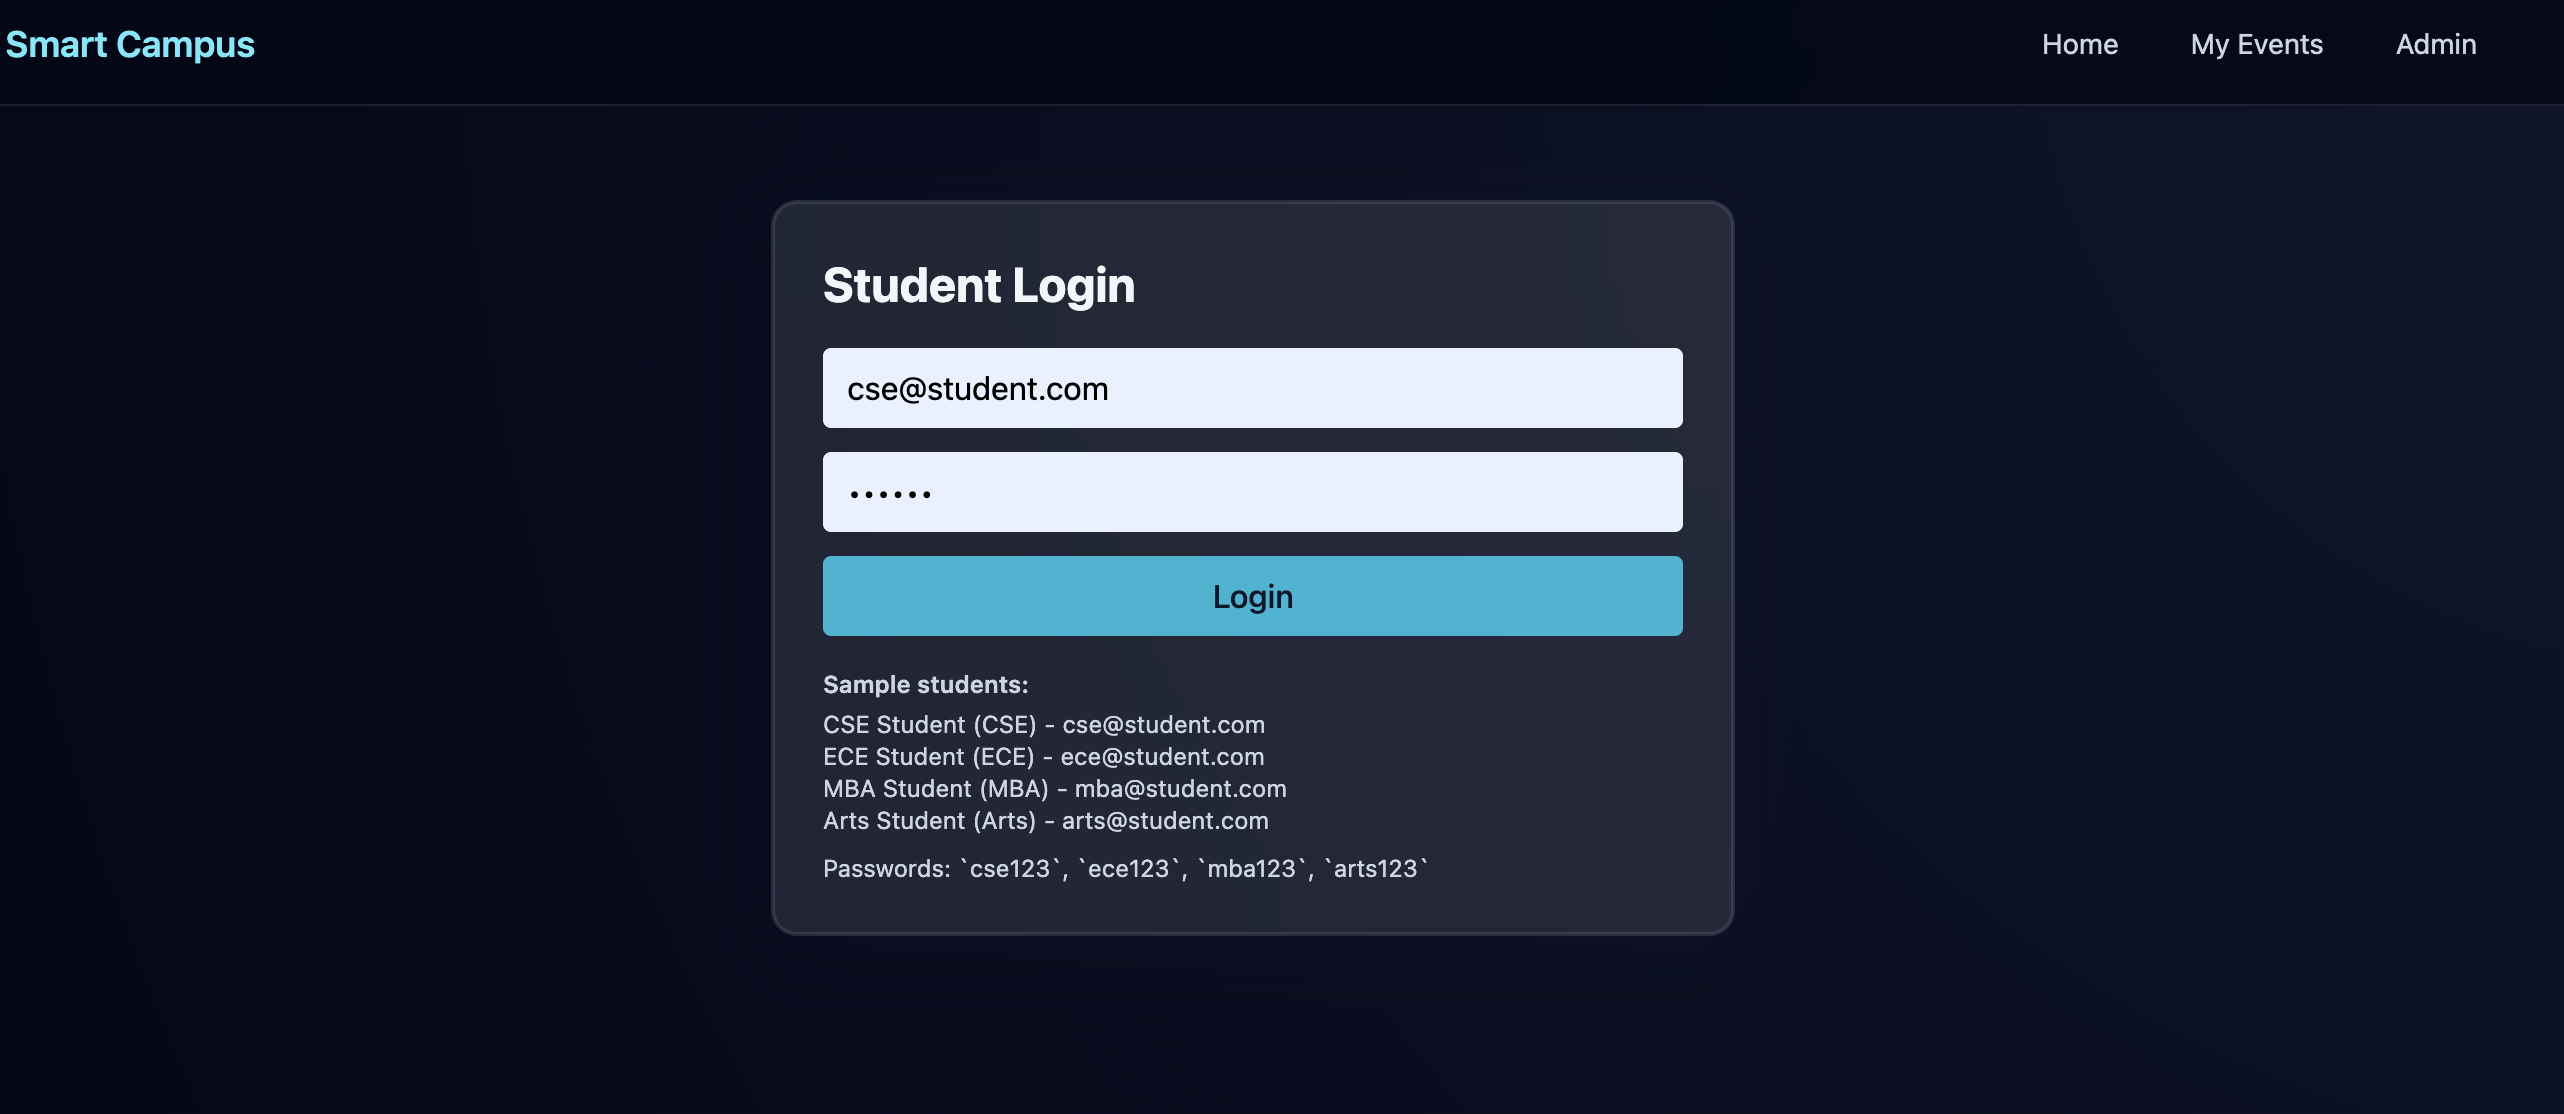 Smart Campus
Home My Events Admin
Student Login
cse@student.com
••••••
Login
Sample students:
CSE Student (CSE) - cse@student.com
ECE Student (ECE) - ece@student.com
MBA Student (MBA) - mba@student.com
Arts Student (Arts) - arts@student.com
Passwords: `cse123`, `ece123`, `mba123`, `arts123`